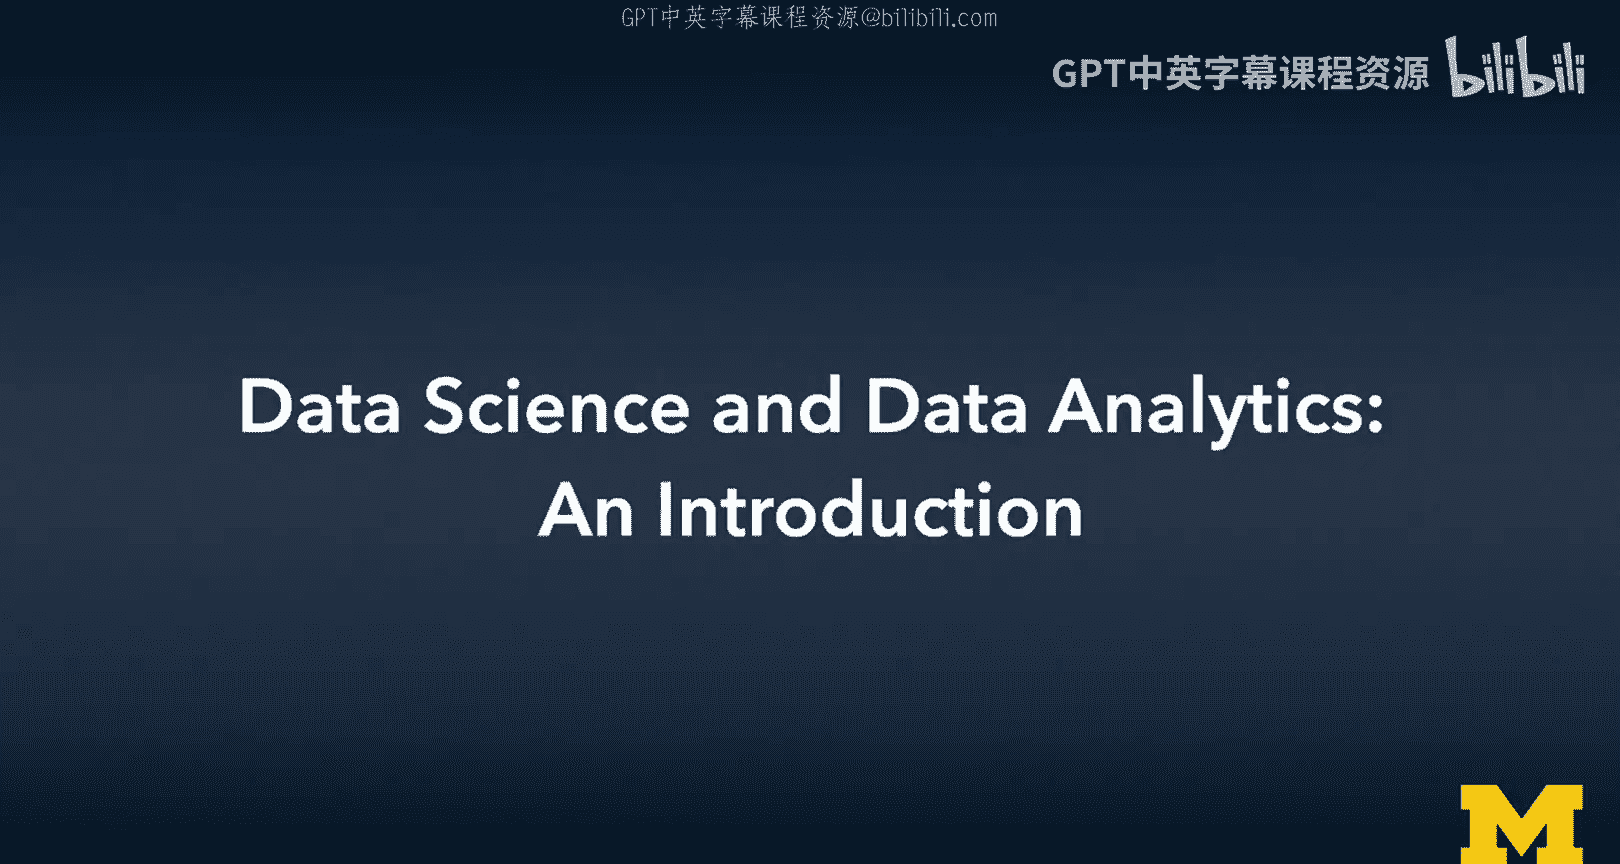 GPT中英字幕课程资源@bilibili.com
GPT中英字幕课程资源 bilibili
Data Science and Data Analytics:
An Introduction
M